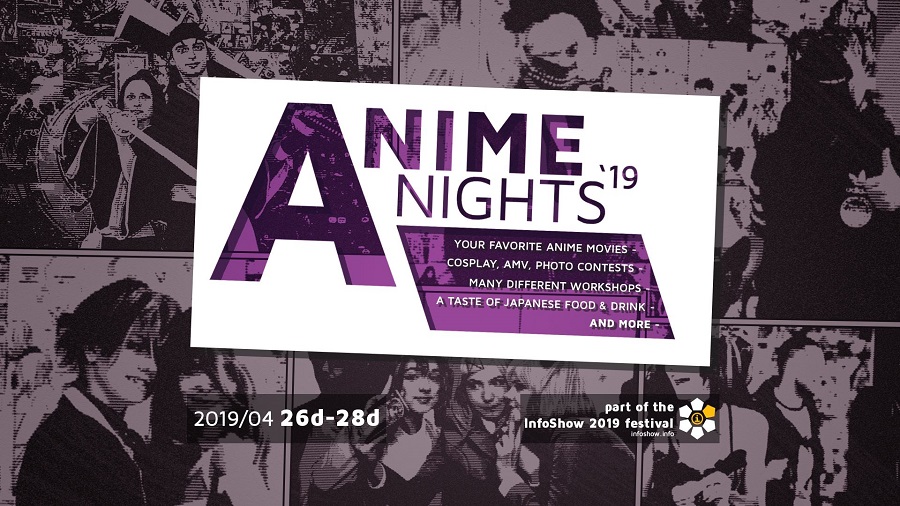 ANIME
NIGHTS `19
YOUR FAVORITE ANIME MOVIES -
COSPLAY, AMV, PHOTO CONTESTS -
MANY DIFFERENT WORKSHOPS -
A TASTE OF JAPANESE FOOD & DRINK -
AND MORE -
2019/04 26d-28d
part of the
InfoShow 2019 festival
infoshow.info